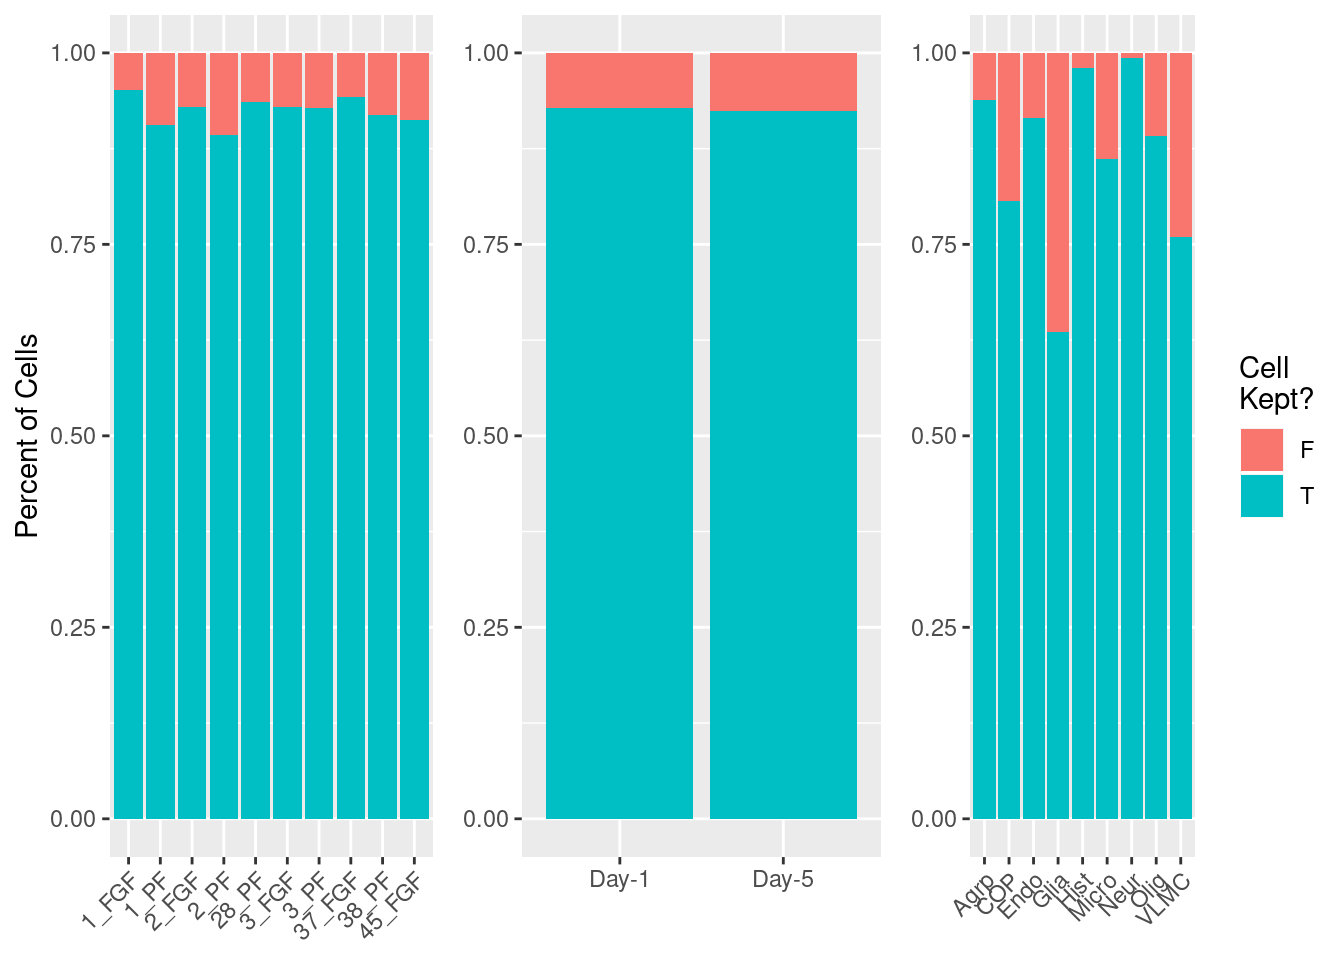 Percent of Cells
1.00
0.75
0.50
0.25
0.00
1_FGF
1_PF
2_FGF
2_PF
28_PF
3_FGF
3_PF
37_FGF
38_PF
45_FGF
1.00
0.75
0.50
0.25
0.00
Day-1
Day-5
1.00
0.75
0.50
0.25
0.00
Agrp
COP
Endo
Glia
Hist
Micro
Neur
Olig
VLMC
Cell
Kept?
F
T